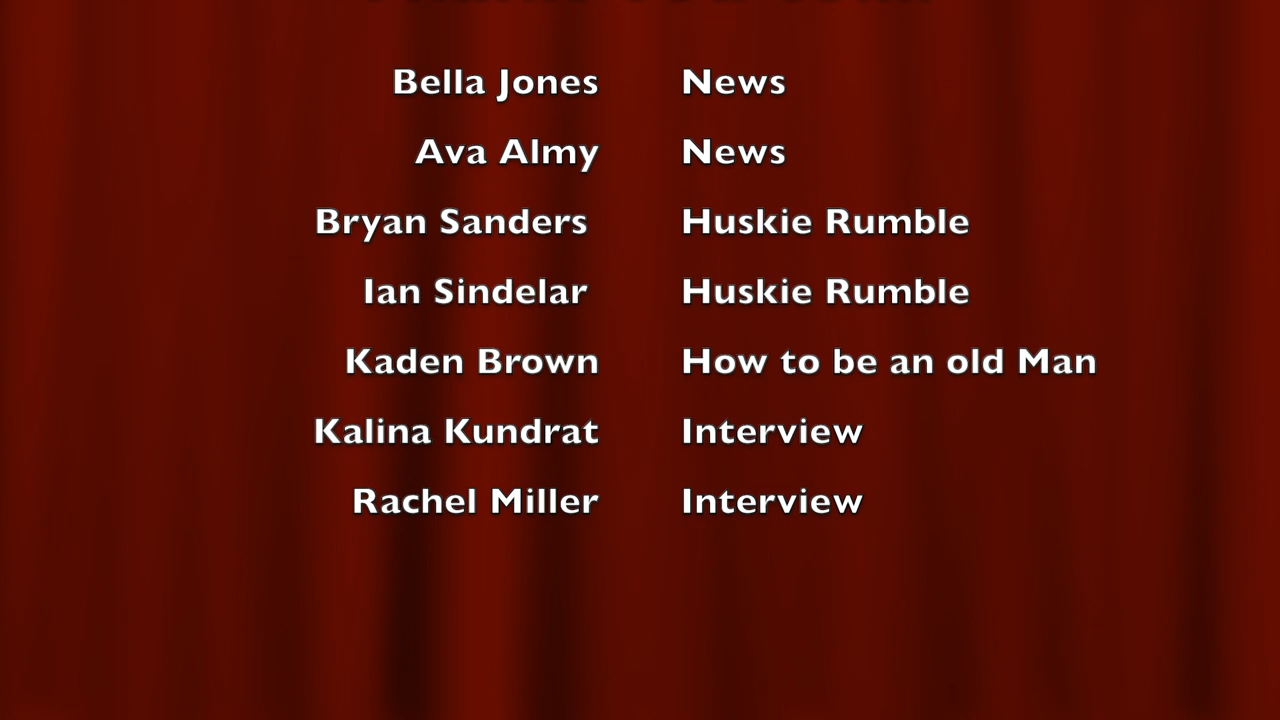 Bella Jones News
Ava Almy News
Bryan Sanders Huskie Rumble
Ian Sindelar Huskie Rumble
Kaden Brown How to be an old Man
Kalina Kundrat Interview
Rachel Miller Interview